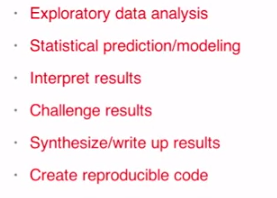 · Exploratory data analysis
· Statistical prediction/modeling
· Interpret results
· Challenge results
· Synthesize/write up results
· Create reproducible code